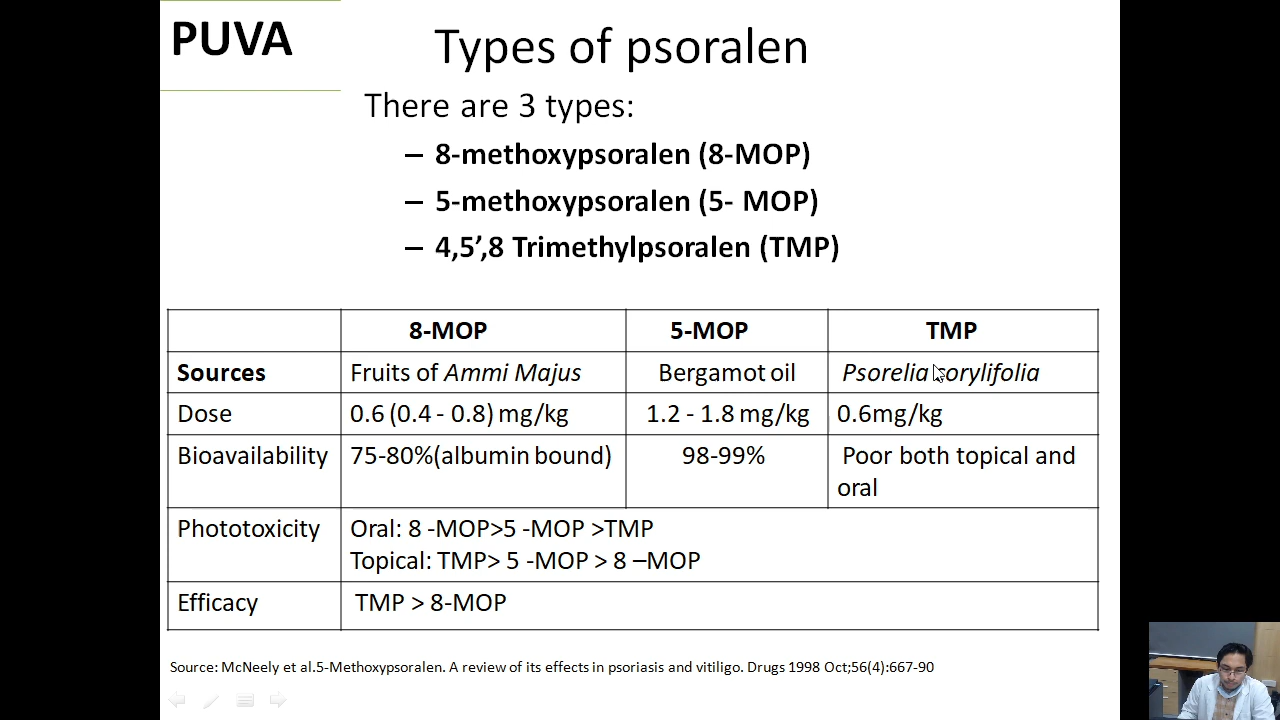 PUVA
Types of psoralen
There are 3 types:
– 8-methoxypsoralen (8-MOP)
– 5-methoxypsoralen (5- MOP)
– 4,5’,8 Trimethylpsoralen (TMP)
8-MOP 5-MOP TMP
Sources Fruits of Ammi Majus Bergamot oil Psorelia corylifolia
Dose 0.6 (0.4 - 0.8) mg/kg 1.2 - 1.8 mg/kg 0.6mg/kg
Bioavailability 75-80%(albumin bound) 98-99% Poor both topical and
oral
Phototoxicity Oral: 8 -MOP>5 -MOP >TMP
Topical: TMP> 5 -MOP > 8 –MOP
Efficacy TMP > 8-MOP
Source: McNeely et al.5-Methoxypsoralen. A review of its effects in psoriasis and vitiligo. Drugs 1998 Oct;56(4):667-90